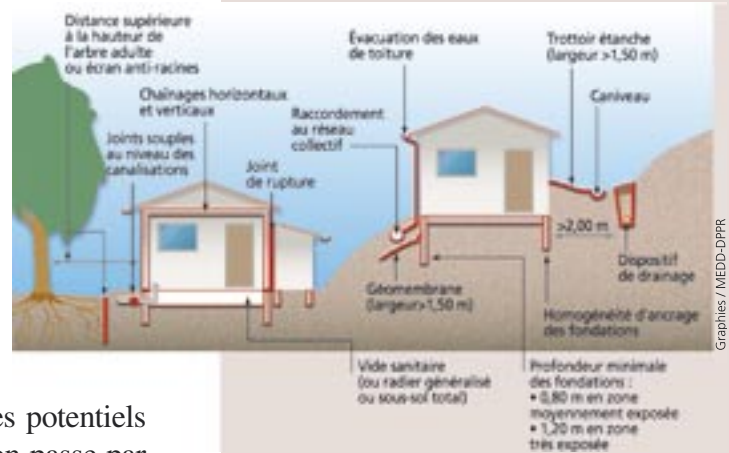 Distance supérieure
à la hauteur de
l'arbre adulte
ou écran anti-racines
Chaînages horizontaux
et verticaux
Joints souples
au niveau des
canalisations
Joint
de rupture
Évacuation des eaux
de toiture
Raccordement
au réseau
collectif
Trottoir étanche
(largeur >1,50 m)
Caniveau
>2,00 m
Dispositif
de drainage
Géomembrane
(largeur>1,50 m)
Homogénéité d'ancrage
des fondations
Vide sanitaire
(ou radier généralisé
ou sous-sol total)
Profondeur minimale
des fondations :
• 0,80 m en zone
moyennement exposée
• 1,20 m en zone
très exposée
Graphies / MEDD-DPPR
es potentiels
on passe par